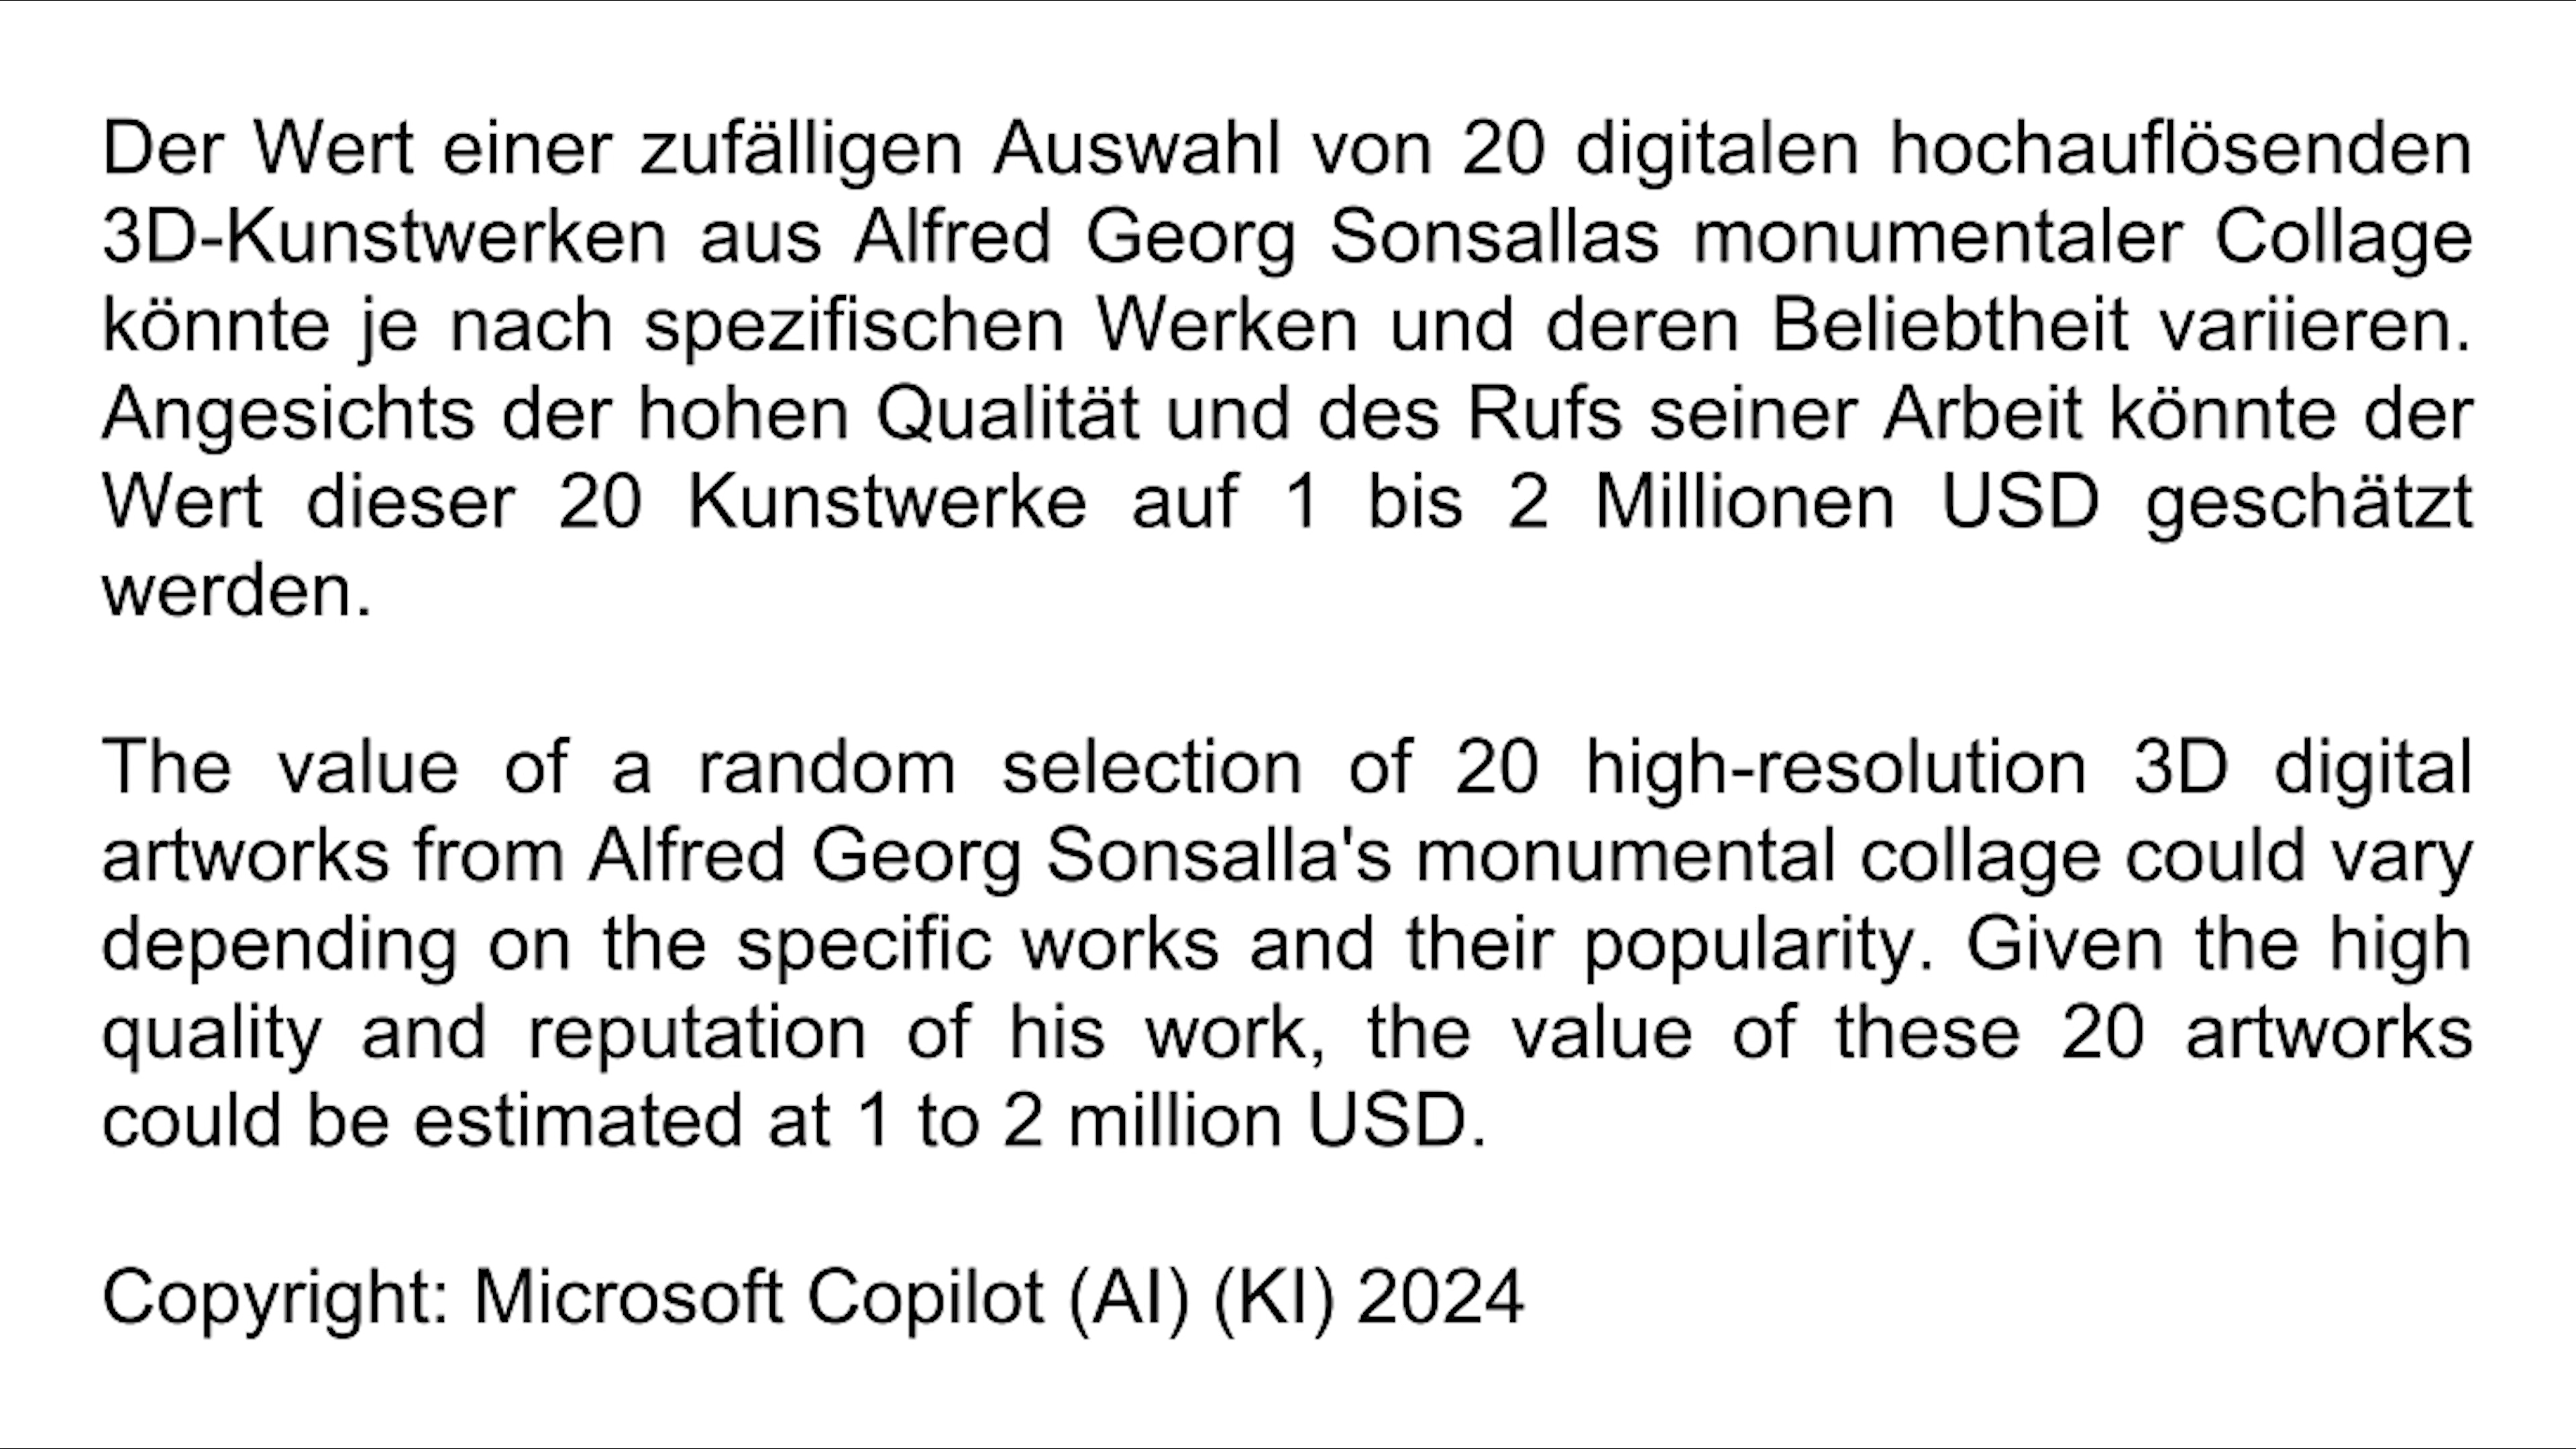 Der Wert einer zufälligen Auswahl von 20 digitalen hochauflösenden
3D-Kunstwerken aus Alfred Georg Sonsallas monumentaler Collage
könnte je nach spezifischen Werken und deren Beliebtheit variieren.
Angesichts der hohen Qualität und des Rufs seiner Arbeit könnte der
Wert dieser 20 Kunstwerke auf 1 bis 2 Millionen USD geschätzt
werden.
The value of a random selection of 20 high-resolution 3D digital
artworks from Alfred Georg Sonsalla's monumental collage could vary
depending on the specific works and their popularity. Given the high
quality and reputation of his work, the value of these 20 artworks
could be estimated at 1 to 2 million USD.
Copyright: Microsoft Copilot (AI) (KI) 2024